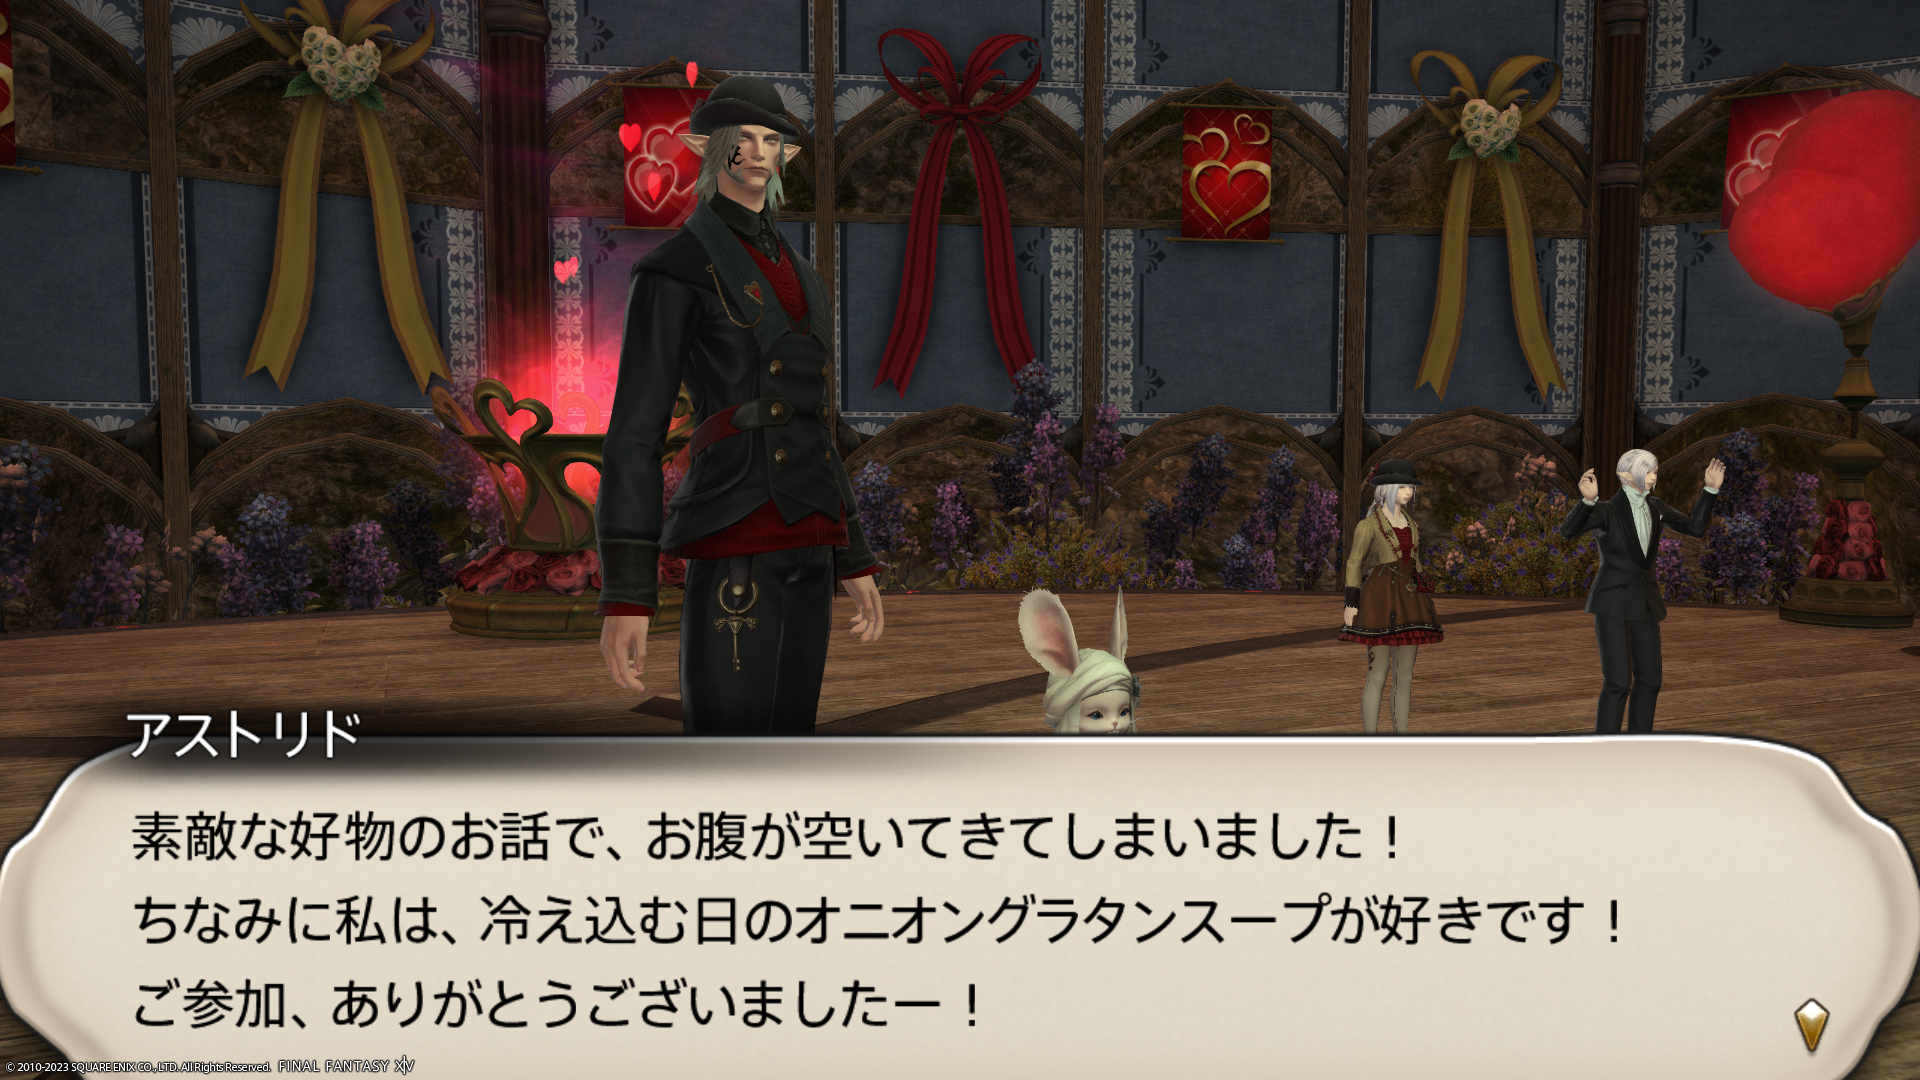 アストリド
素敵な好物のお話で、お腹が空いてきてしまいました！
ちなみに私は、冷え込む日のオニオングラタンスープが好きです！
ご参加、ありがとうございましたー！
© 2010-2023 SQUARE ENIX CO., LTD. All Rights Reserved. FINAL FANTASY XIV